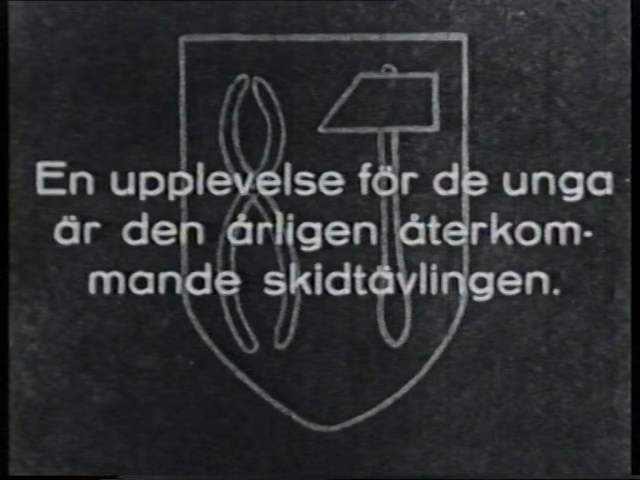 En upplevelse för de unga
är den årligen återkom-
mande skidtävlingen.